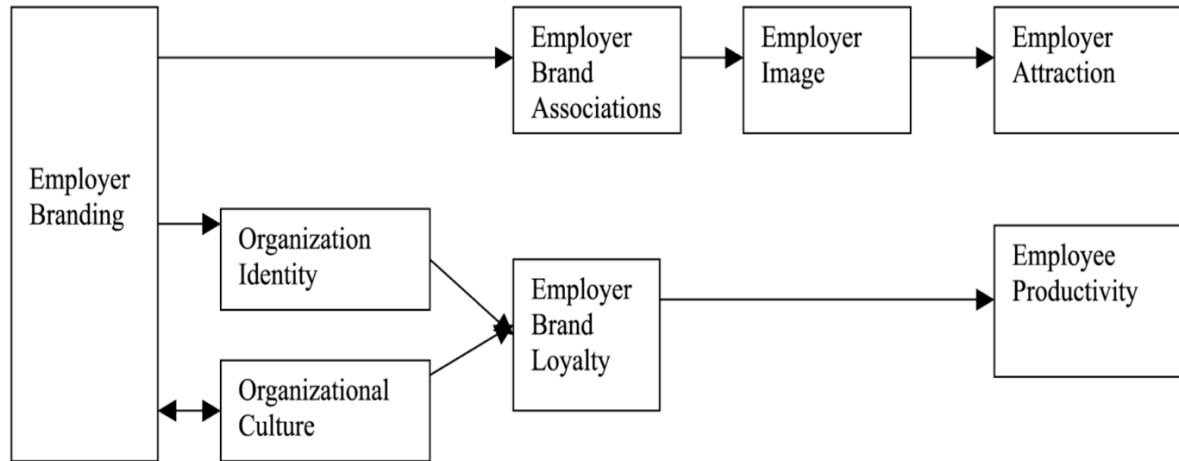 Employer
Branding
Employer
Brand
Associations
Employer
Image
Employer
Attraction
Organization
Identity
Organizational
Culture
Employer
Brand
Loyalty
Employee
Productivity